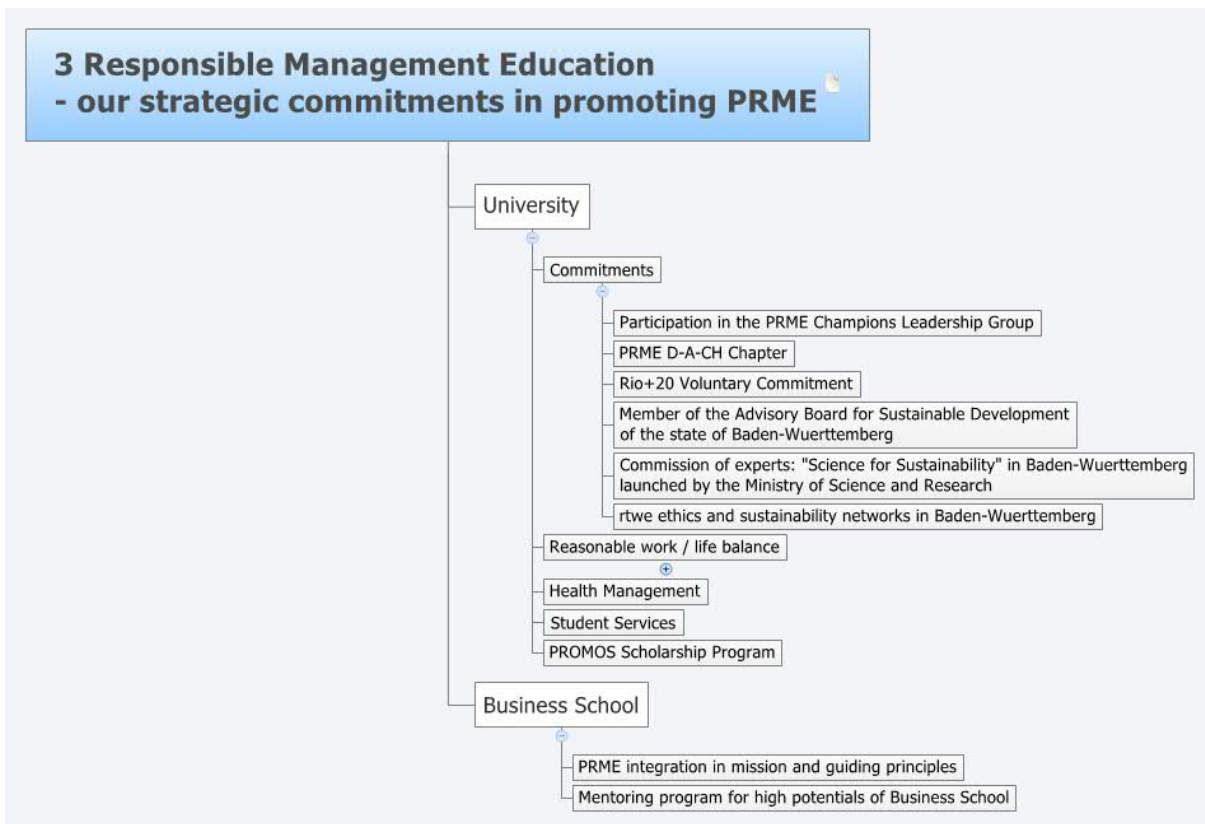 3 Responsible Management Education
- our strategic commitments in promoting PRME
University
Commitments
Participation in the PRME Champions Leadership Group
PRME D-A-CH Chapter
Rio+20 Voluntary Commitment
Member of the Advisory Board for Sustainable Development
of the state of Baden-Wuerttemberg
Commission of experts: "Science for Sustainability" in Baden-Wuerttemberg
launched by the Ministry of Science and Research
rtwe ethics and sustainability networks in Baden-Wuerttemberg
Reasonable work / life balance
Health Management
Student Services
PROMOS Scholarship Program
Business School
PRME integration in mission and guiding principles
Mentoring program for high potentials of Business School